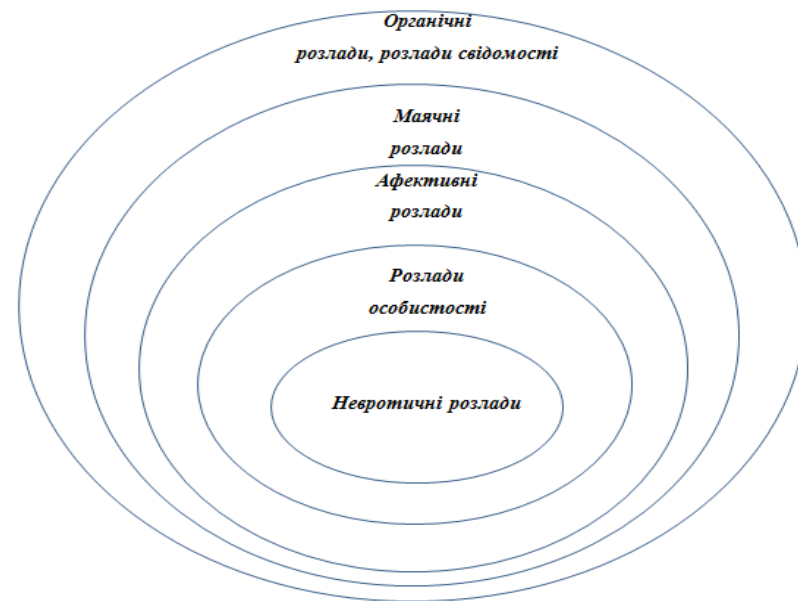 Органічні
розлади, розлади свідомості
Маячні
розлади
Афективні
розлади
Розлади
особистості
Невротичні розлади